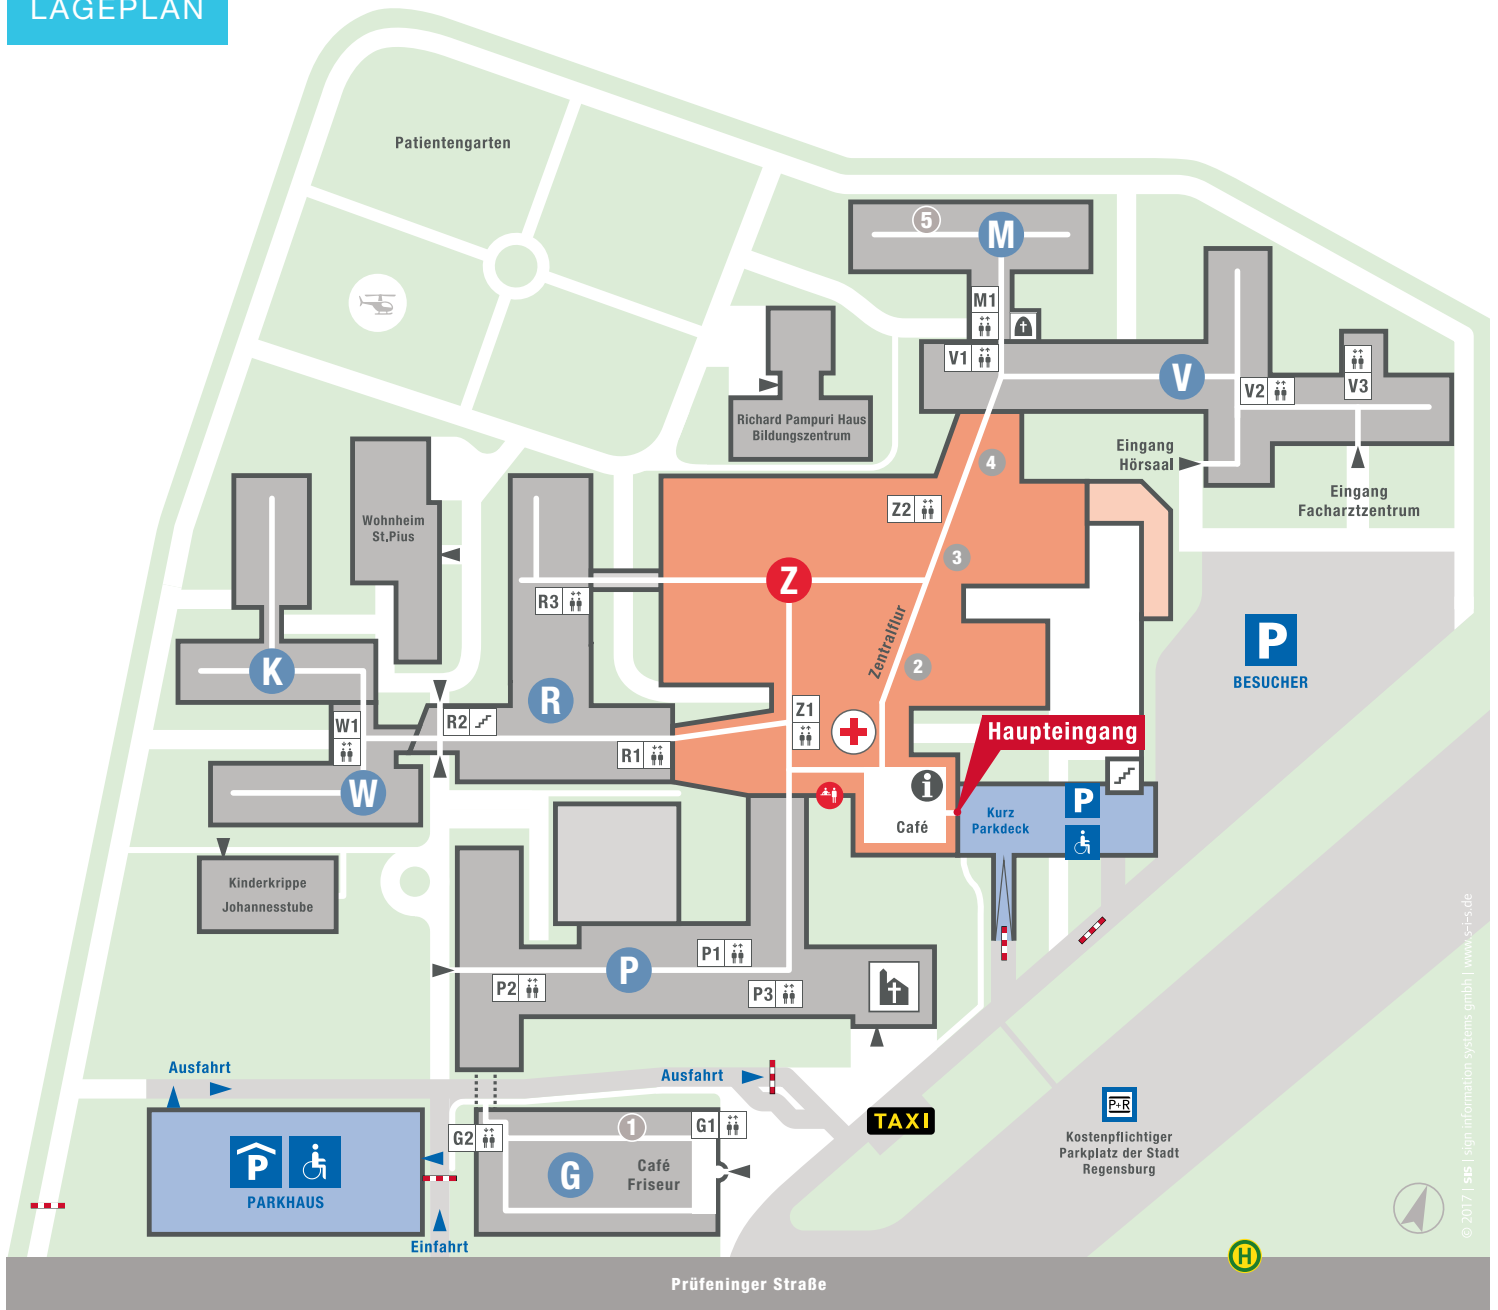 LAGEPLAN
Patientengarten
5
M
M1
V1
V
V2
V3
Richard Pampuri Haus
Bildungszentrum
Eingang
Hörsaal
Eingang
Facharztzentrum
4
Z2
3
Wohnheim
St.Pius
Z
R3
Zentralflur
2
P
BESUCHER
K
R
W1
R2
R1
Z1
Haupteingang
W
i
Café
Kurz
Parkdeck
P
Kinderkrippe
Johannesstube
P1
P
P2
P3
Ausfahrt
Ausfahrt
TAXI
P+R
Kostenpflichtiger
Parkplatz der Stadt
Regensburg
G2
1
G1
P
PARKHAUS
G
Café
Friseur
Einfahrt
H
Prüfeninger Straße
© 2017 | SIS | sign information systems gmbh | www.s-i-s.de